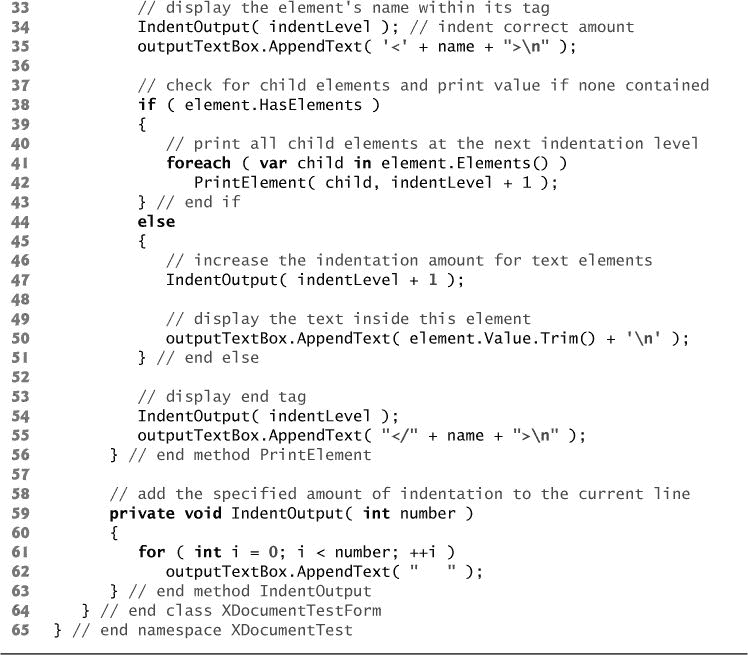 33 // display the element's name within its tag
34 IndentOutput( indentLevel ); // indent correct amount
35 outputTextBox.AppendText( '<' + name + ">\n" );
36
37 // check for child elements and print value if none contained
38 if ( element.HasElements )
39 {
40 // print all child elements at the next indentation level
41 foreach ( var child in element.Elements() )
42 PrintElement( child, indentLevel + 1 );
43 } // end if
44 else
45 {
46 // increase the indentation amount for text elements
47 IndentOutput( indentLevel + 1 );
48
49 // display the text inside this element
50 outputTextBox.AppendText( element.Value.Trim() + '\n' );
51 } // end else
52
53 // display end tag
54 IndentOutput( indentLevel );
55 outputTextBox.AppendText( "</" + name + ">\n" );
56 } // end method PrintElement
57
58 // add the specified amount of indentation to the current line
59 private void IndentOutput( int number )
60 {
61 for ( int i = 0; i < number; ++i )
62 outputTextBox.AppendText( "   " );
63 } // end method IndentOutput
64 } // end class XDocumentTestForm
65 } // end namespace XDocumentTest